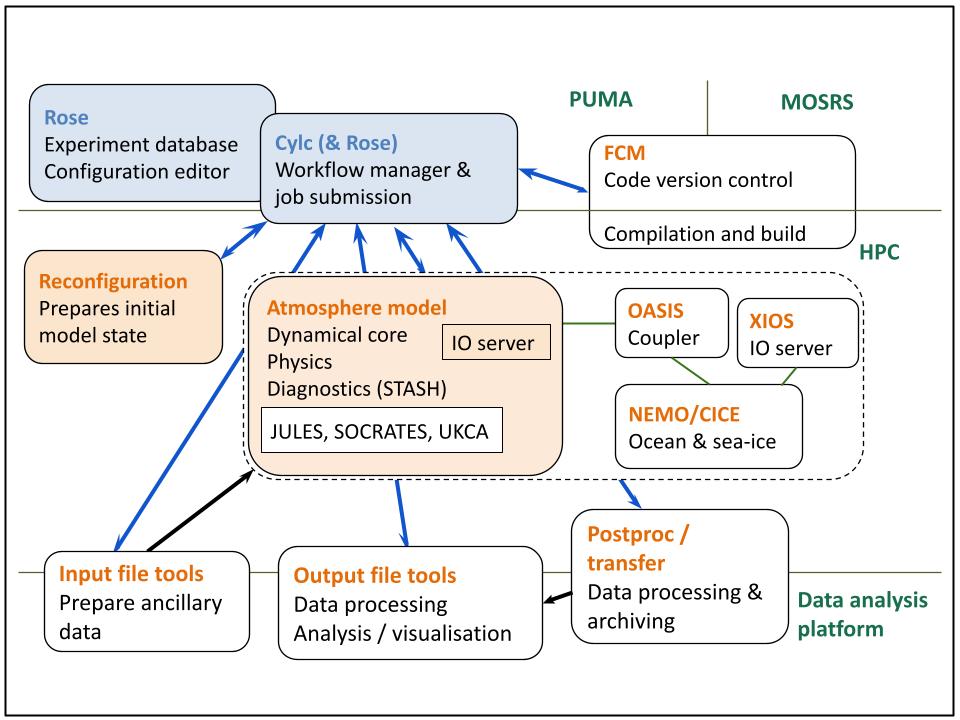 PUMA
MOSRS
Rose
Experiment database
Configuration editor
Cylc (& Rose)
Workflow manager &
job submission
FCM
Code version control
Compilation and build
HPC
Reconfiguration
Prepares initial
model state
Atmosphere model
Dynamical core
Physics
Diagnostics (STASH)
IO server
JULES, SOCRATES, UKCA
OASIS
Coupler
XIOS
IO server
NEMO/CICE
Ocean & sea-ice
Input file tools
Prepare ancillary
data
Output file tools
Data processing
Analysis / visualisation
Postproc /
transfer
Data processing &
archiving
Data analysis
platform